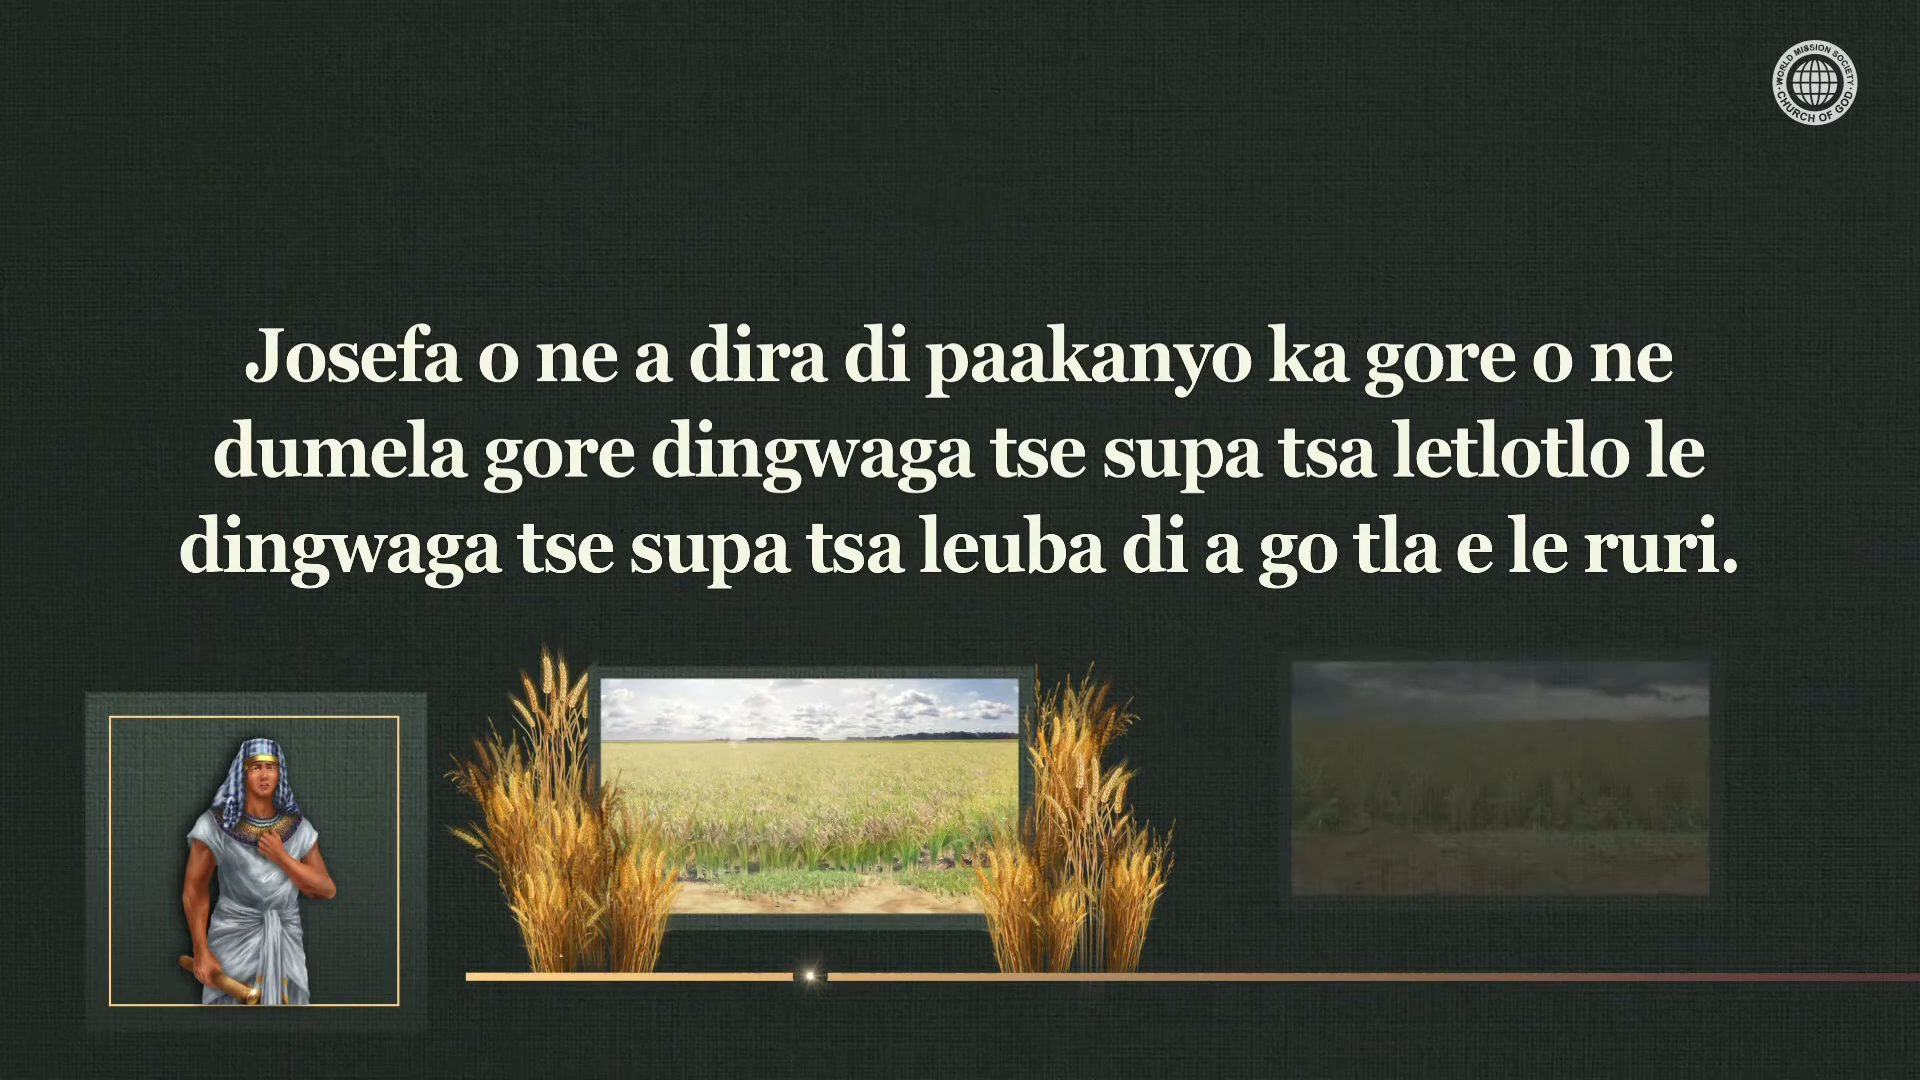 WORLD MISSION SOCIETY
CHURCH OF GOD
Josefa o ne a dira di paakanyo ka gore o ne
dumela gore dingwaga tse supa tsa letlotlo le
dingwaga tse supa tsa leuba di a go tla e le ruri.